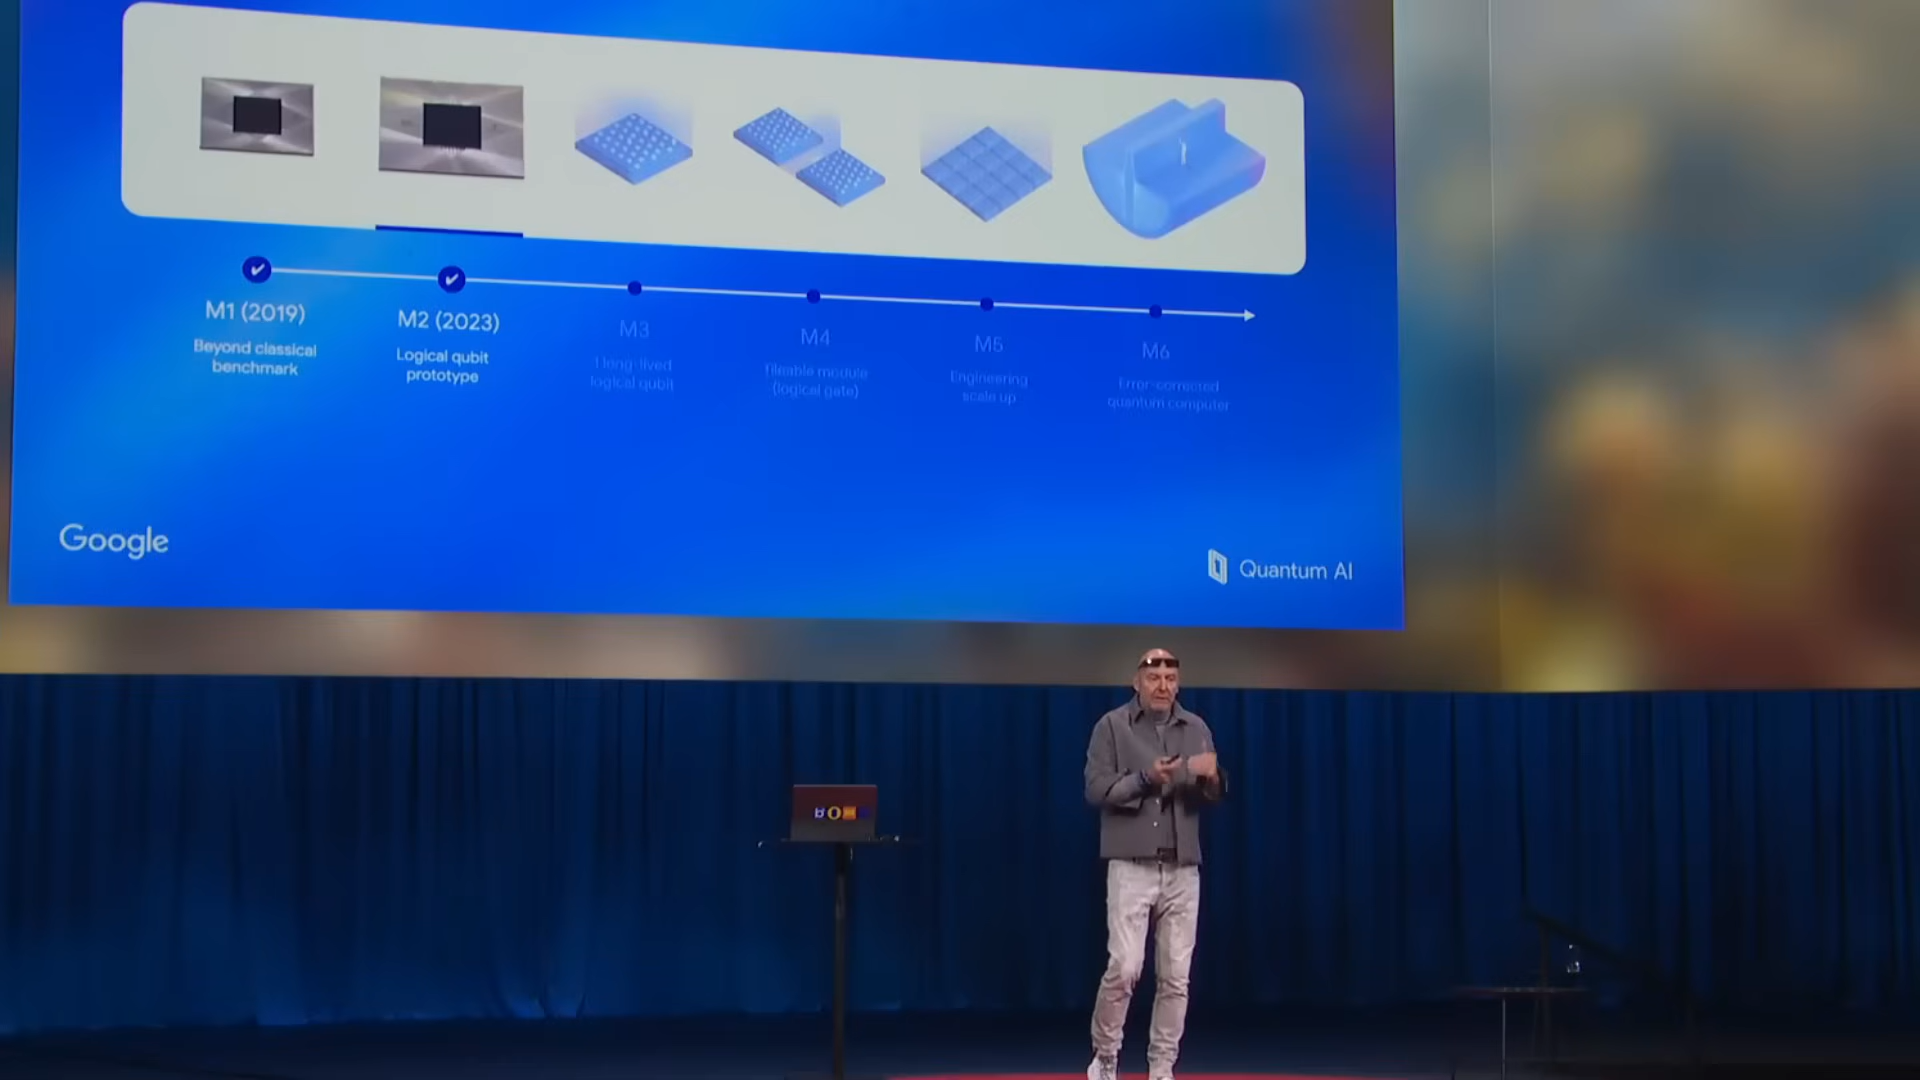 M1 (2019)
Beyond classical
benchmark
M2 (2023)
Logical qubit
prototype
M3
1 long-lived
logical qubit
M4
Tileable module
(logical gate)
M5
Engineering
scale up
M6
Error-corrected
quantum computer
Google
Quantum AI